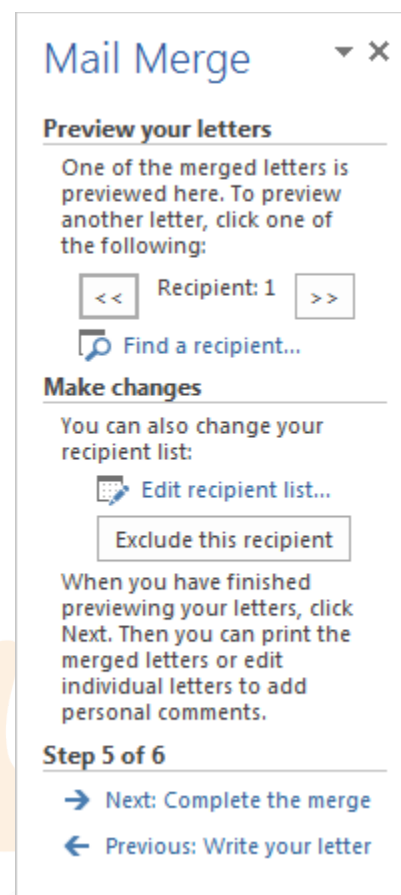 Mail Merge
Preview your letters
One of the merged letters is
previewed here. To preview
another letter, click one of
the following:
<< Recipient: 1 >>
Find a recipient...
Make changes
You can also change your
recipient list:
Edit recipient list...
Exclude this recipient
When you have finished
previewing your letters, click
Next. Then you can print the
merged letters or edit
individual letters to add
personal comments.
Step 5 of 6
Next: Complete the merge
Previous: Write your letter